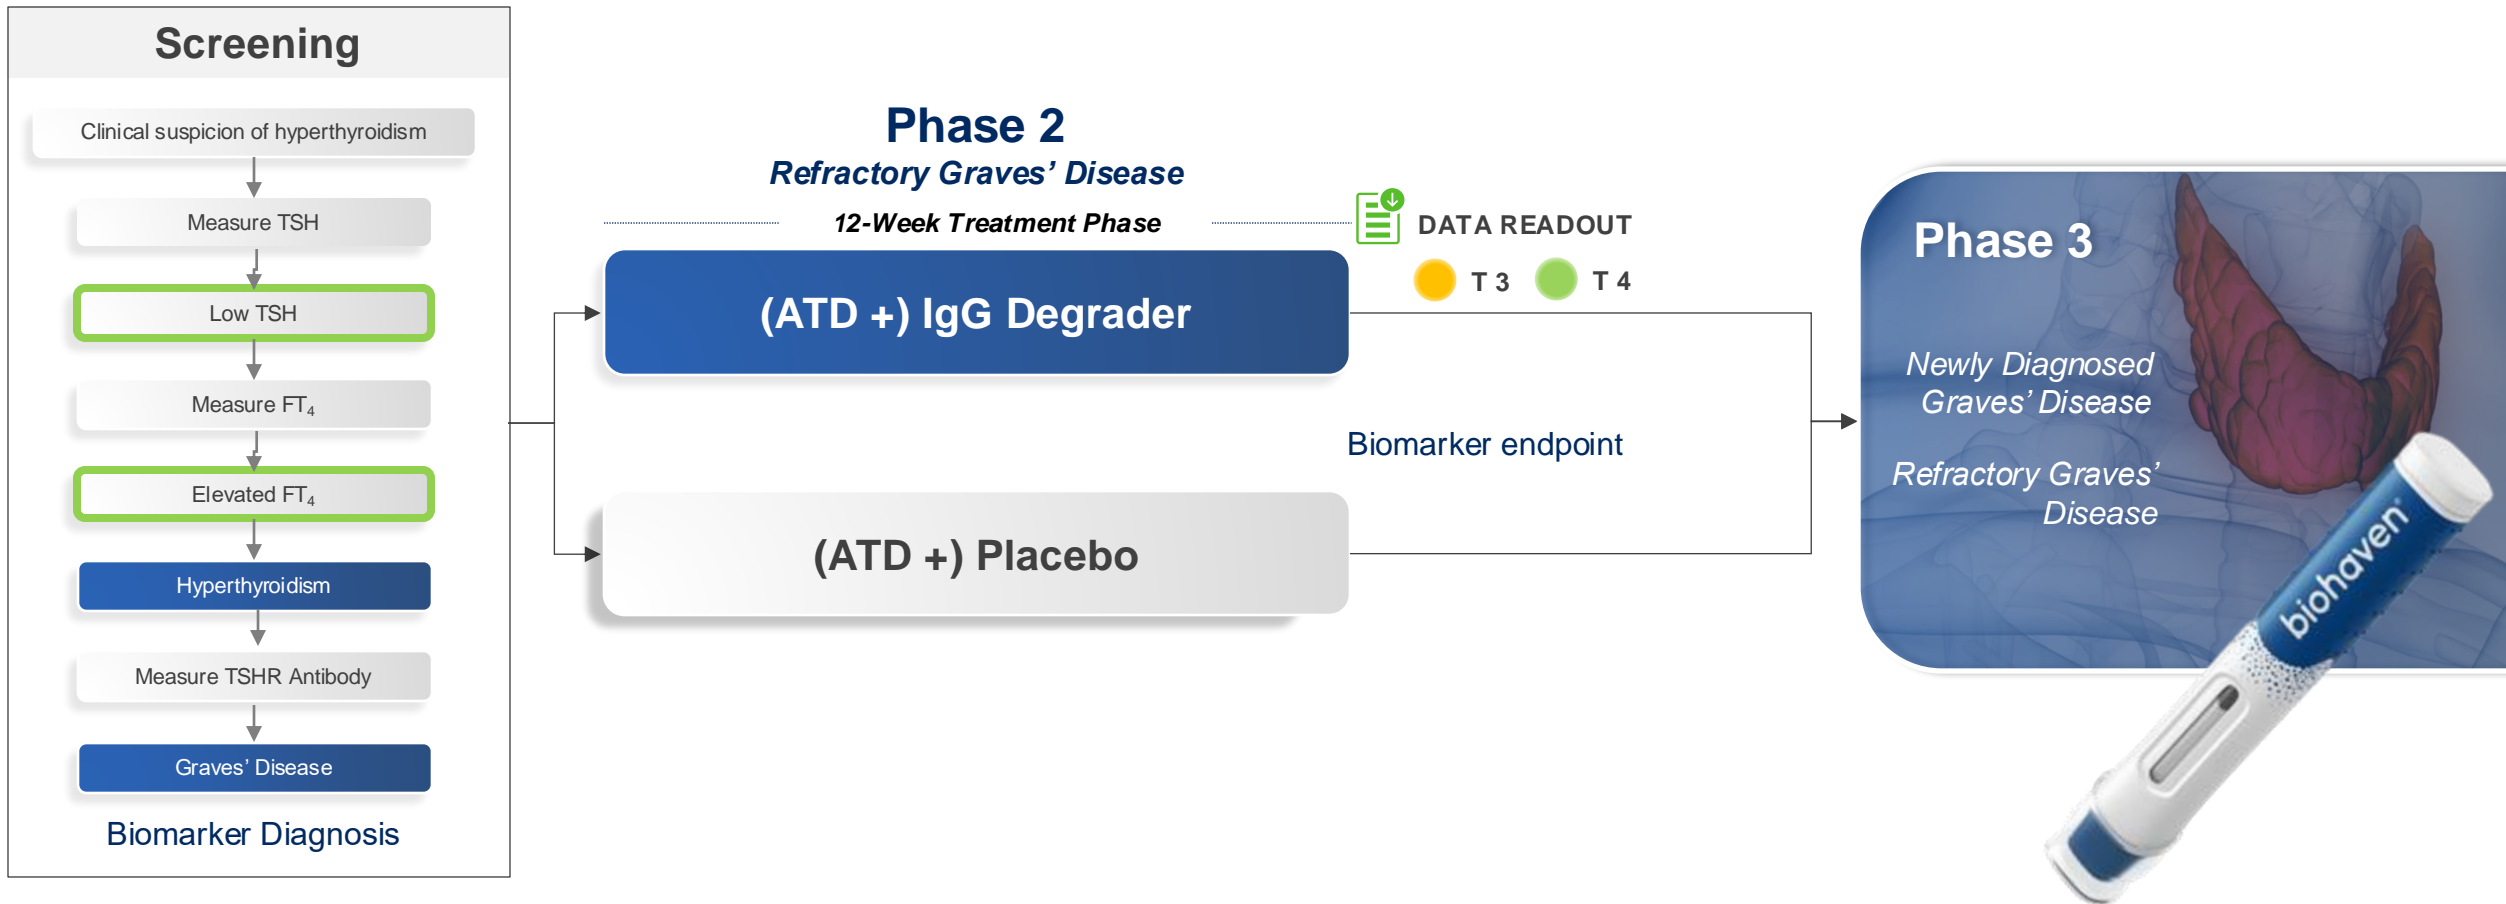 Screening
Clinical suspicion of hyperthyroidism
Measure TSH
Low TSH
Measure FT₄
Elevated FT₄
Hyperthyroidism
Measure TSHR Antibody
Graves’ Disease
Biomarker Diagnosis
Phase 2
Refractory Graves’ Disease
12-Week Treatment Phase
(ATD +) IgG Degrader
(ATD +) Placebo
DATA READOUT
T 3 T 4
Biomarker endpoint
Phase 3
Newly Diagnosed
Graves’ Disease
Refractory Graves’
Disease
biohaven